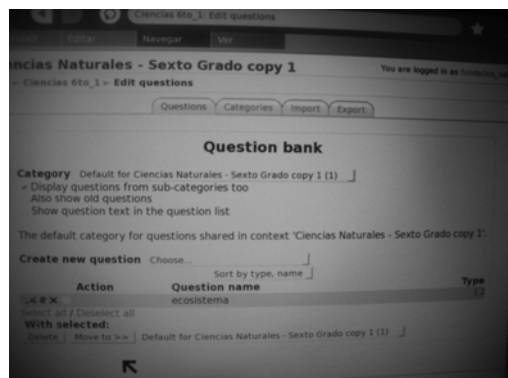 Ciencias 6to_1: Edit questions
Editar Navegar Ver
ncias Naturales - Sexto Grado copy 1
You are logged in as
Ciencias 6to_1 ► Edit questions
Questions Categories Import Export
Question bank
Category Default for Ciencias Naturales - Sexto Grado copy 1 (1)
Display questions from sub-categories too
Also show old questions
Show question text in the question list
The default category for questions shared in context 'Ciencias Naturales - Sexto Grado copy 1'.
Create new question Choose...
Sort by type, name
Action Question name Type
ecosistema
Select all / Deselect all
With selected:
Delete Move to >> Default for Ciencias Naturales - Sexto Grado copy 1 (1)